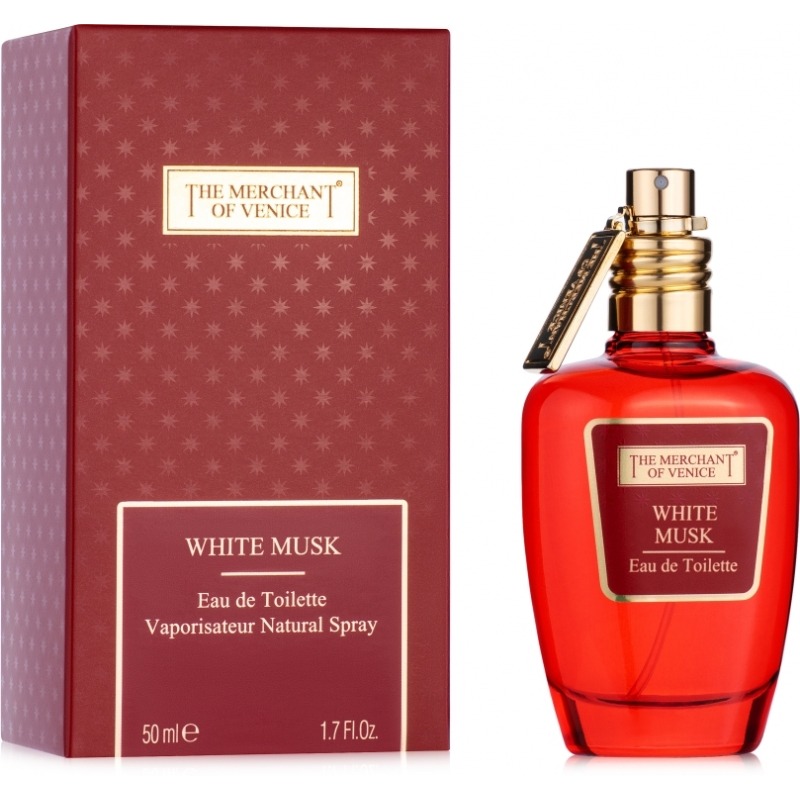 THE MERCHANT®
OF VENICE
WHITE MUSK
Eau de Toilette
Vaporisateur Natural Spray
50 ml e 1.7 Fl.Oz.
THE MERCHANT®
OF VENICE
WHITE
MUSK
Eau de Toilette